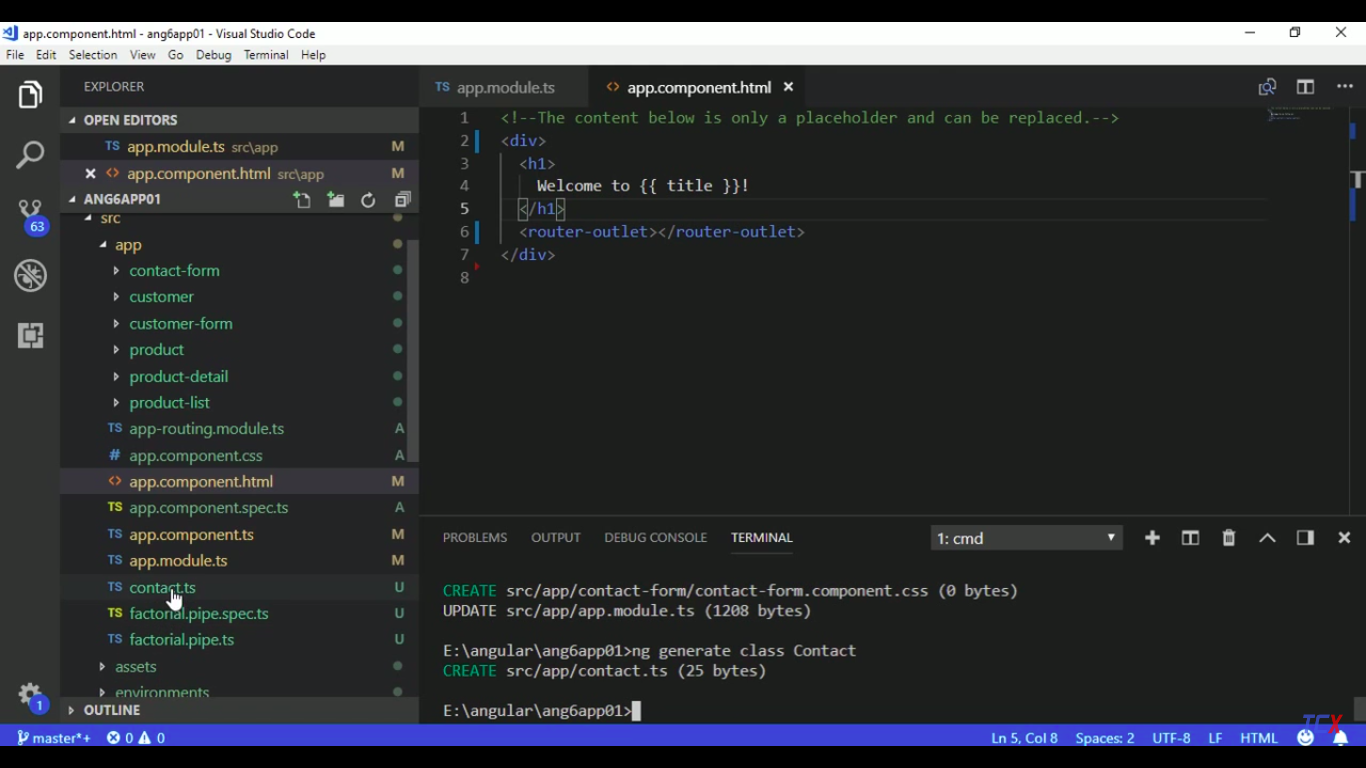 app.component.html - ang6app01 - Visual Studio Code
File Edit Selection View Go Debug Terminal Help
EXPLORER
OPEN EDITORS
TS app.module.ts src\app M
<> app.component.html src\app M
ANG6APP01
src
app
contact-form
customer
customer-form
product
product-detail
product-list
TS app-routing.module.ts A
# app.component.css A
<> app.component.html M
TS app.component.spec.ts A
TS app.component.ts M
TS app.module.ts M
TS contact.ts U
TS factorial.pipe.spec.ts U
TS factorial.pipe.ts U
assets
environments
OUTLINE
63
1
TS app.module.ts <> app.component.html
1 <!--The content below is only a placeholder and can be replaced.-->
2 <div>
3 <h1>
4 Welcome to {{ title }}!
5 </h1>
6 <router-outlet></router-outlet>
7 </div>
8
PROBLEMS OUTPUT DEBUG CONSOLE TERMINAL 1: cmd
CREATE src/app/contact-form/contact-form.component.css (0 bytes)
UPDATE src/app/app.module.ts (1208 bytes)
E:\angular\ang6app01>ng generate class Contact
CREATE src/app/contact.ts (25 bytes)
E:\angular\ang6app01>
master*+ 0 0 Ln 5, Col 8 Spaces: 2 UTF-8 LF HTML